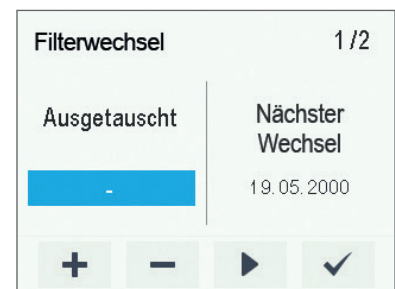 Filterwechsel 1/2
Ausgetauscht
-
Nächster
Wechsel
19.05.2000